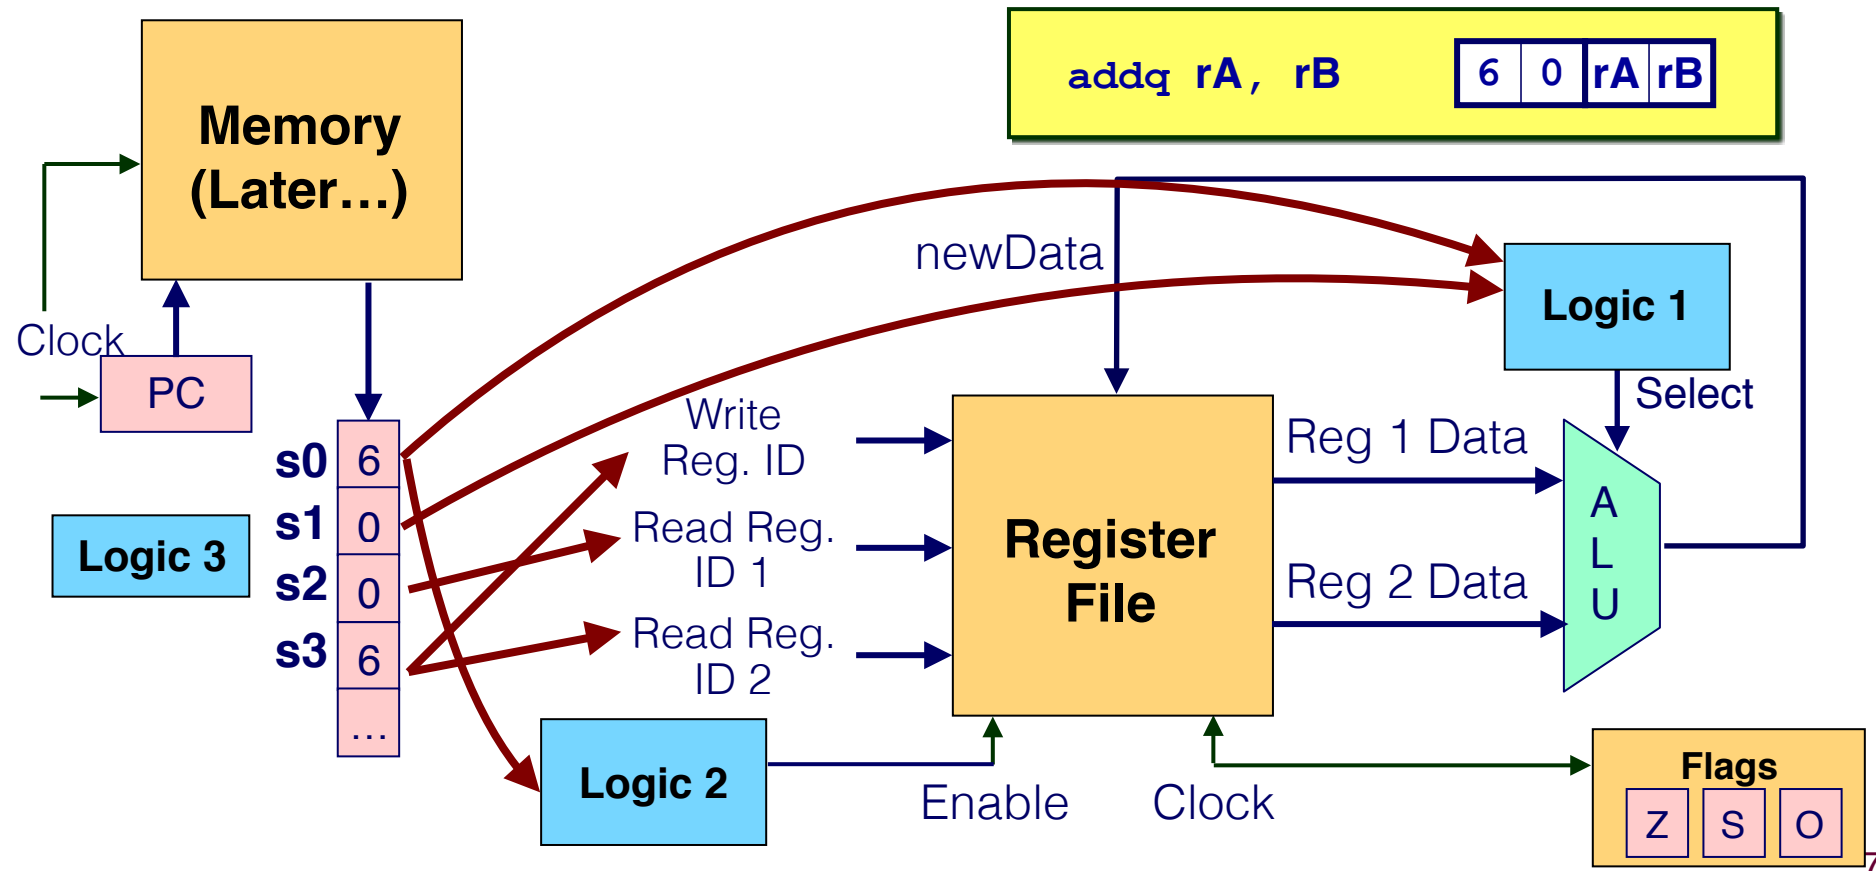 addq rA, rB
6 0 rA rB
Memory
(Later…)
Clock
PC
newData
Logic 1
Select
s0 6
s1 0
s2 0
s3 6
…
Logic 3
Write
Reg. ID
Read Reg.
ID 1
Read Reg.
ID 2
Register
File
Reg 1 Data
Reg 2 Data
A
L
U
Logic 2
Enable
Clock
Flags
Z S O